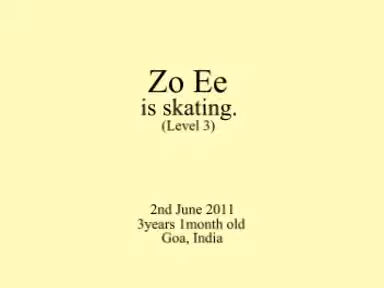 Zo Ee
is skating.
(Level 3)
2nd June 2011
3years 1month old
Goa, India